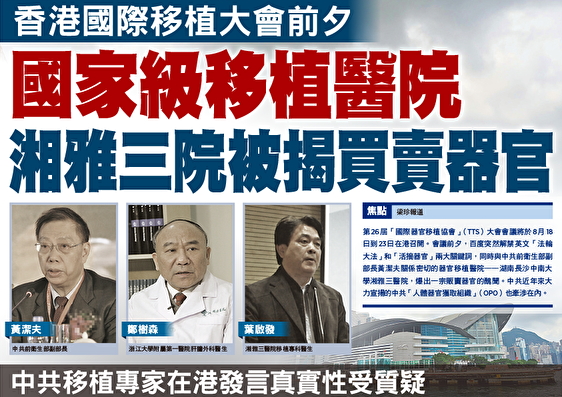 香港國際移植大會前夕
國家級移植醫院
湘雅三院被揭買賣器官
焦點 梁珍報道
第26屆「國際器官移植協會」(TTS)大會會議將於8月18
日到23日在港召開。會議前夕,百度突然解禁英文「法輪
大法」和「活摘器官」兩大關鍵詞,同時與中共前衛生部副
部長黃潔夫關係密切的器官移植醫院——湖南長沙中南大
學湘雅三醫院,爆出一宗販賣器官的醜聞。中共近年來大
力宣揚的中共「人體器官獲取組織」(OPO)也牽涉在內。
黃潔夫
中共前衛生部副部長
鄭樹森
浙江大學附屬第一醫院肝膽外科醫生
葉啟發
湘雅三醫院移植專科醫生
中共移植專家在港發言真實性受質疑